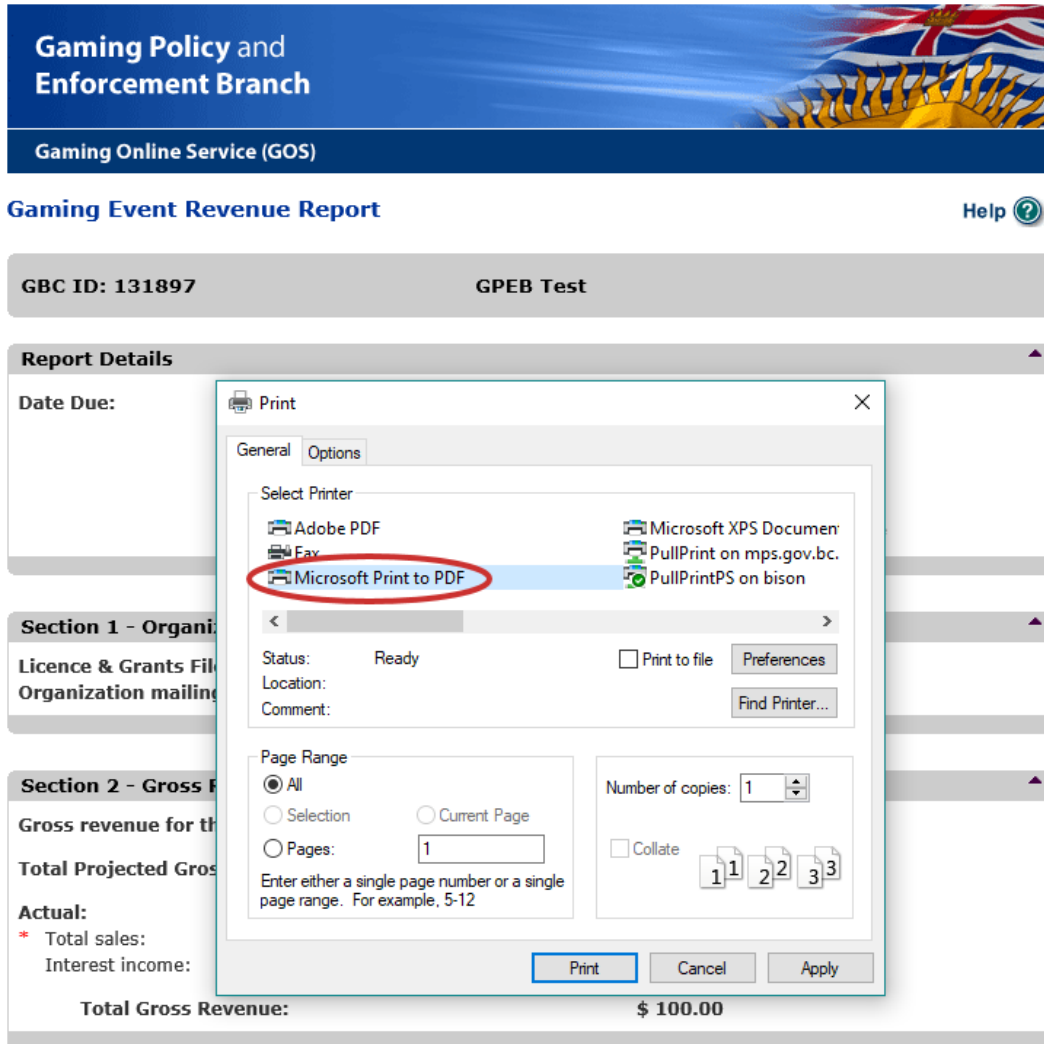 Gaming Policy and
Enforcement Branch
Gaming Online Service (GOS)
Gaming Event Revenue Report
Help ?
GBC ID: 131897 GPEB Test
Report Details
Date Due:
Print
General Options
Select Printer
Adobe PDF Microsoft XPS Document
Fax PullPrint on mps.gov.bc.
Microsoft Print to PDF PullPrintPS on bison
Status: Ready Print to file Preferences
Location:
Comment: Find Printer...
Section 1 - Organi
Licence & Grants Fil
Organization mailing
Page Range
All Number of copies: 1
Selection Current Page
Pages: 1 Collate 1 1 2 2 3 3
Enter either a single page number or a single
page range. For example, 5-12
Print Cancel Apply
Section 2 - Gross
Gross revenue for th
Total Projected Gros
Actual:
* Total sales:
Interest income:
Total Gross Revenue: $ 100.00